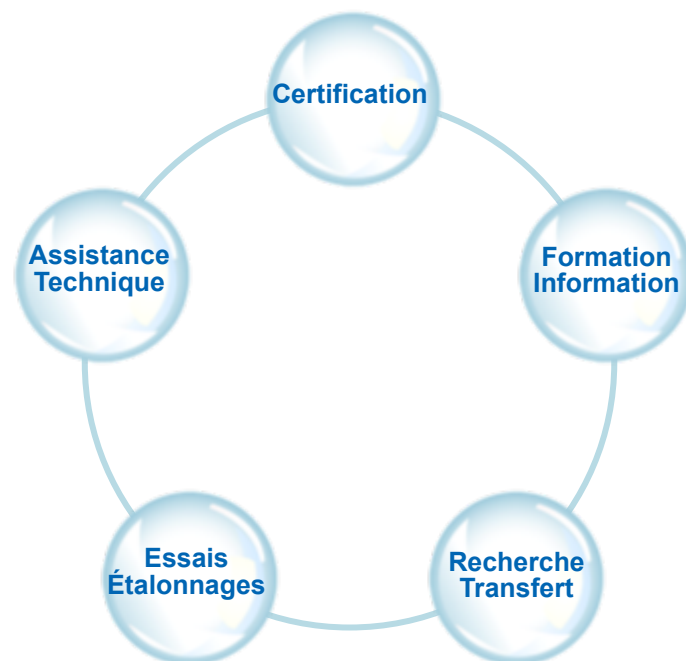 Certification
Assistance
Technique
Formation
Information
Essais
Étalonnages
Recherche
Transfert